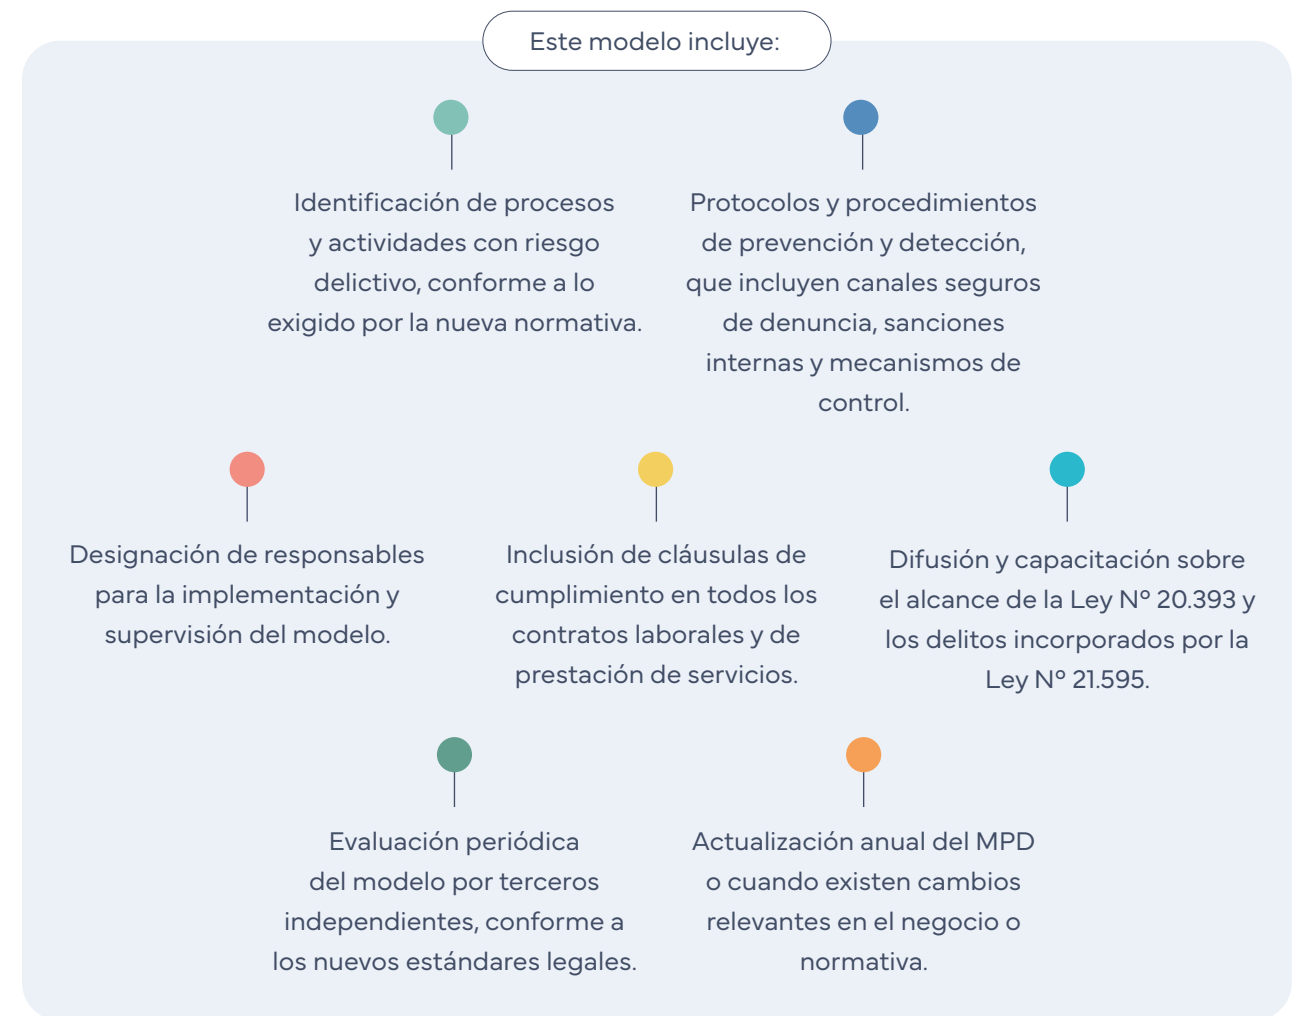 Este modelo incluye:
Identificación de procesos
y actividades con riesgo
delictivo, conforme a lo
exigido por la nueva normativa.
Protocolos y procedimientos
de prevención y detección,
que incluyen canales seguros
de denuncia, sanciones
internas y mecanismos de
control.
Designación de responsables
para la implementación y
supervisión del modelo.
Inclusión de cláusulas de
cumplimiento en todos los
contratos laborales y de
prestación de servicios.
Difusión y capacitación sobre
el alcance de la Ley Nº 20.393 y
los delitos incorporados por la
Ley Nº 21.595.
Evaluación periódica
del modelo por terceros
independientes, conforme a
los nuevos estándares legales.
Actualización anual del MPD
o cuando existen cambios
relevantes en el negocio o
normativa.